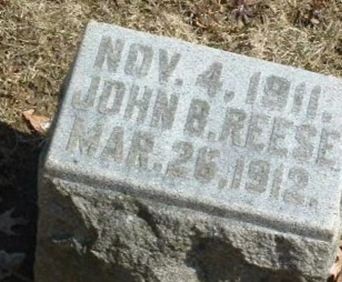 NOV. 4, 1911.
JOHN B. REESE
MAR. 26, 1912.